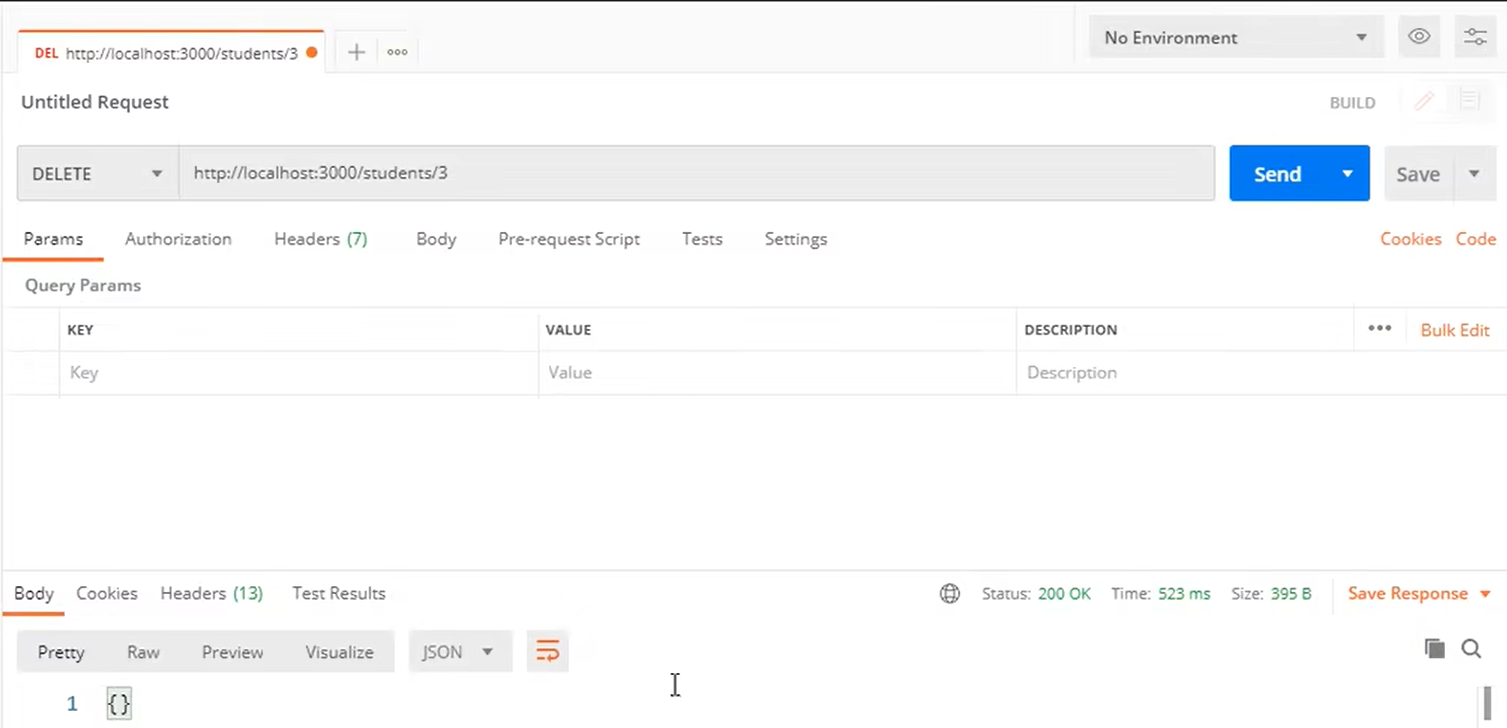 DEL http://localhost:3000/students/3
No Environment
Untitled Request
BUILD
DELETE http://localhost:3000/students/3 Send Save
Params Authorization Headers (7) Body Pre-request Script Tests Settings Cookies Code
Query Params
KEY VALUE DESCRIPTION ••• Bulk Edit
Key Value Description
Body Cookies Headers (13) Test Results Status: 200 OK Time: 523 ms Size: 395 B Save Response
Pretty Raw Preview Visualize JSON
1 {}